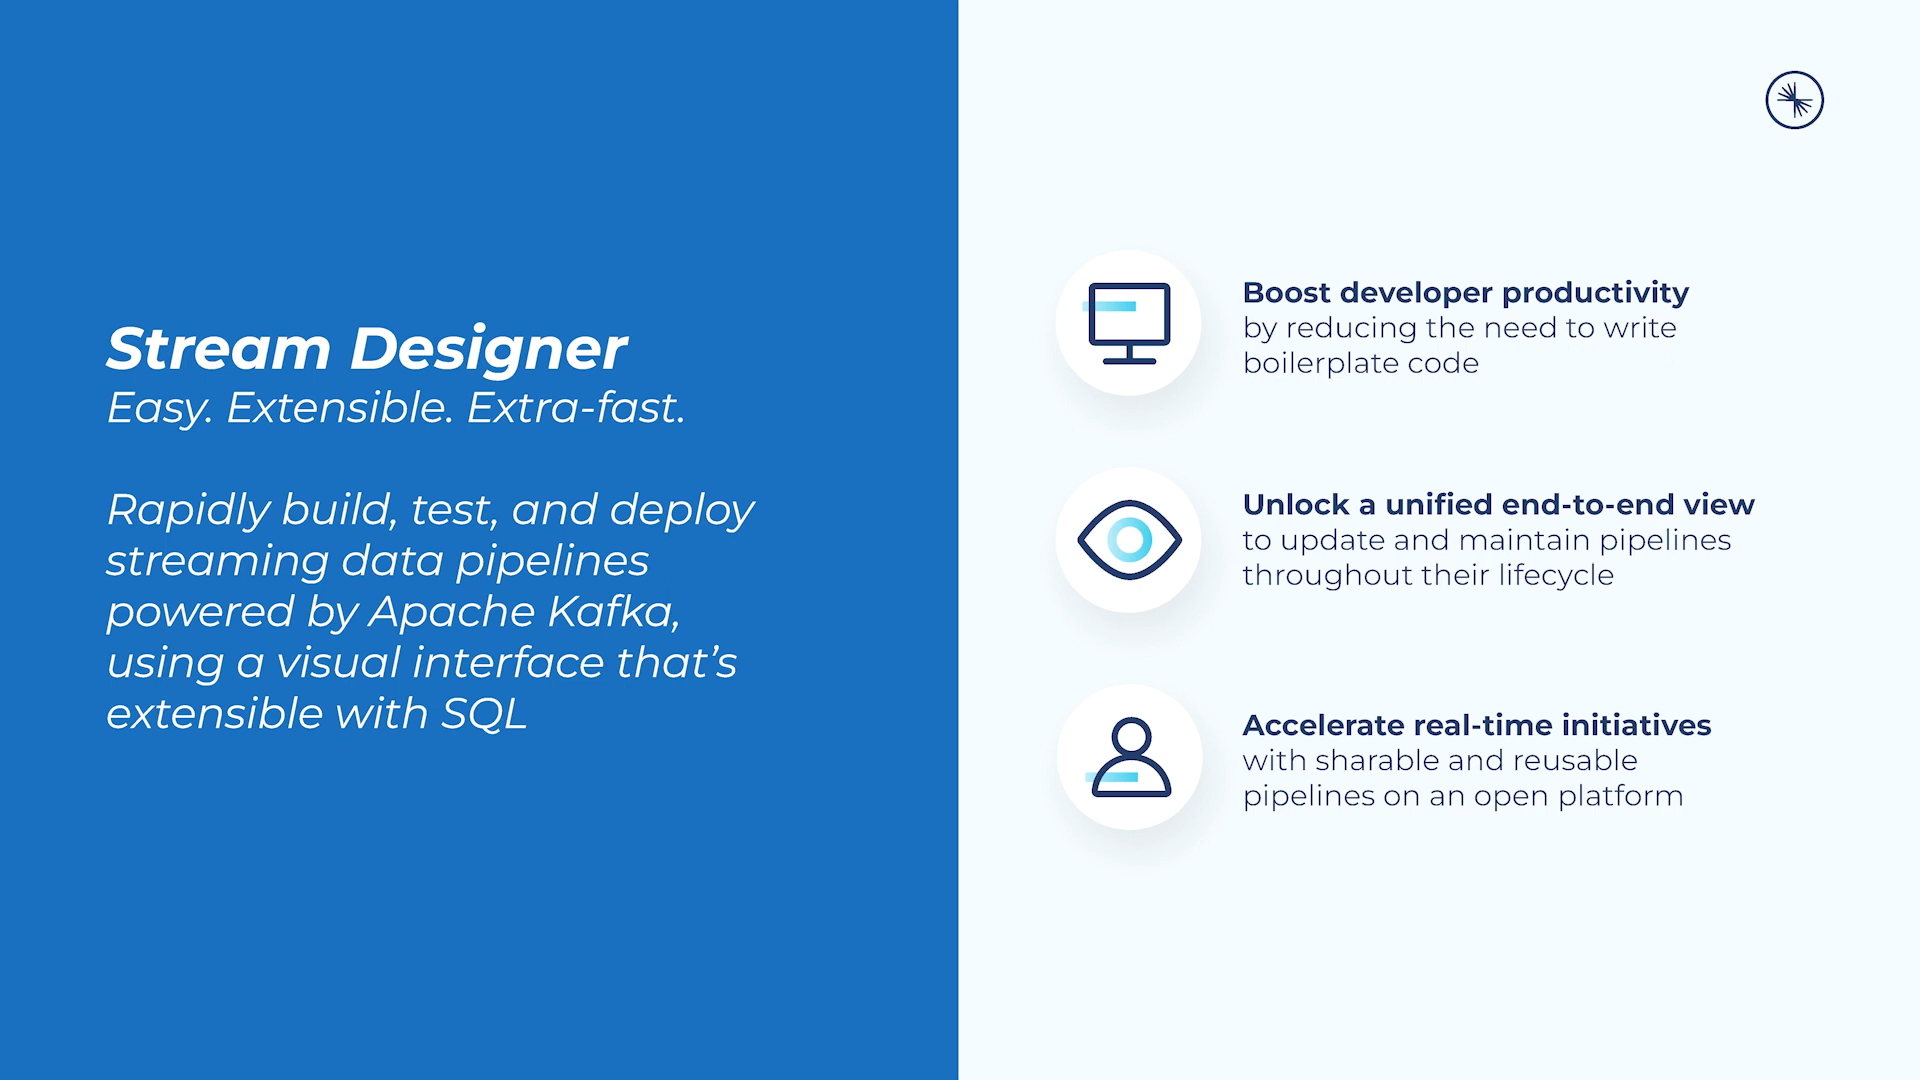 Stream Designer
Easy. Extensible. Extra-fast.
Rapidly build, test, and deploy
streaming data pipelines
powered by Apache Kafka,
using a visual interface that’s
extensible with SQL
Boost developer productivity
by reducing the need to write
boilerplate code
Unlock a unified end-to-end view
to update and maintain pipelines
throughout their lifecycle
Accelerate real-time initiatives
with sharable and reusable
pipelines on an open platform